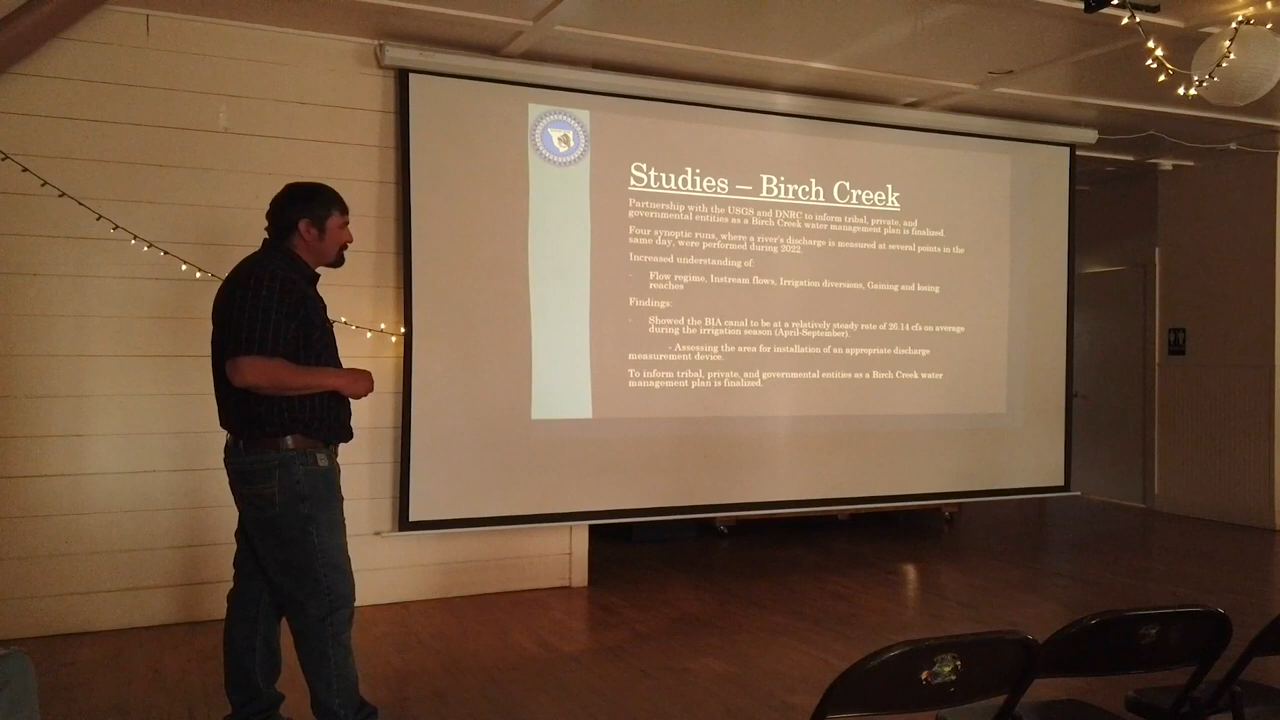 Studies – Birch Creek
Partnership with the USGS and DNRC to inform tribal, private, and
governmental entities as a Birch Creek water management plan is finalized.
Four synoptic runs, where a river's discharge is measured at several points in the
same day, were performed during 2022.
Increased understanding of:
- Flow regime, Instream flows, Irrigation diversions, Gaining and losing
reaches
Findings:
- Showed the BIA canal to be at a relatively steady rate of 26.14 cfs on average
during the irrigation season (April-September).
- Assessing the area for installation of an appropriate discharge
measurement device.
To inform tribal, private, and governmental entities as a Birch Creek water
management plan is finalized.